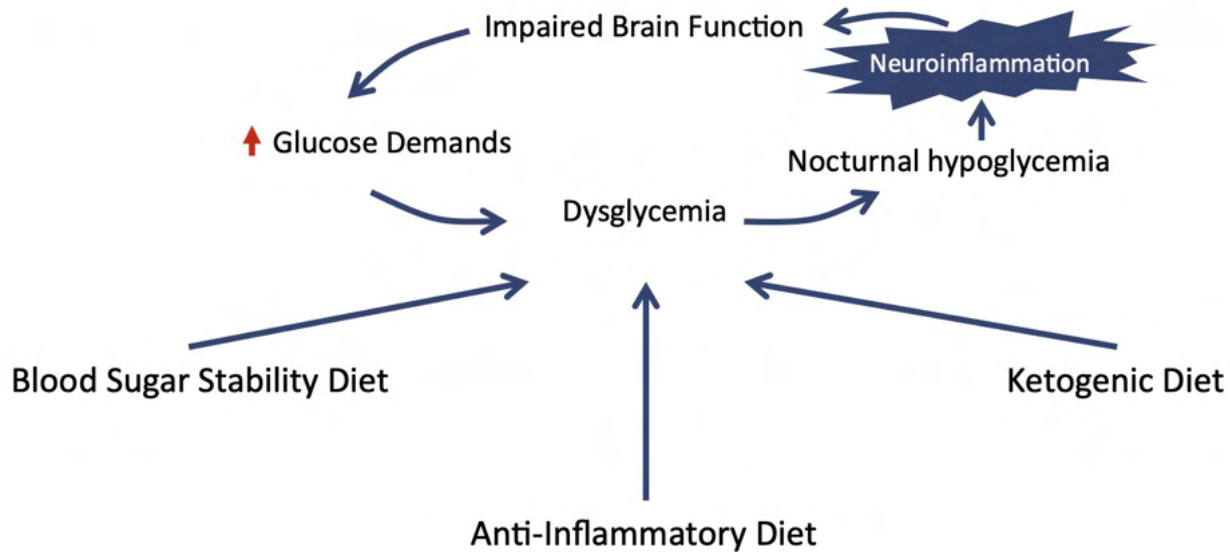 Impaired Brain Function
Neuroinflammation
Glucose Demands
Nocturnal hypoglycemia
Dysglycemia
Blood Sugar Stability Diet
Ketogenic Diet
Anti-Inflammatory Diet